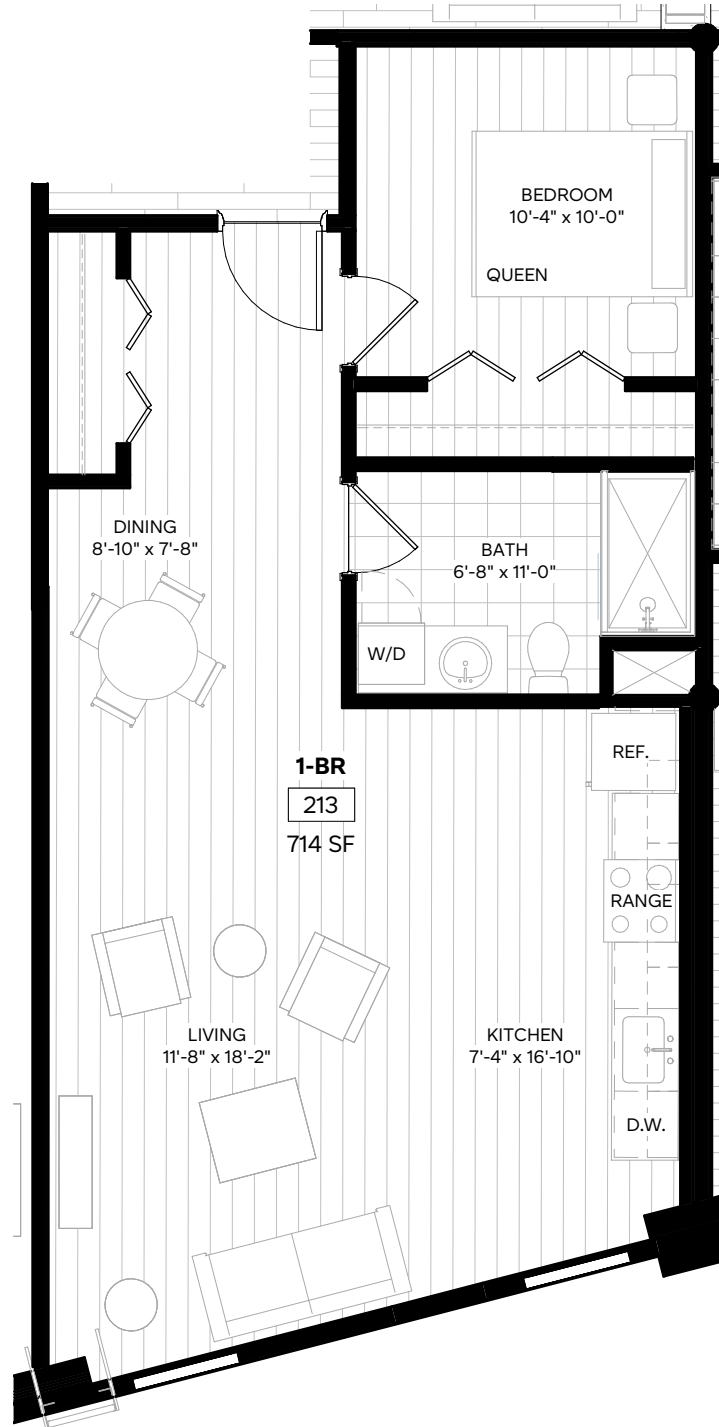 BEDROOM
10'-4" x 10'-0"
QUEEN
DINING
8'-10" x 7'-8"
BATH
6'-8" x 11'-0"
W/D
1-BR
213
714 SF
REF.
RANGE
LIVING
11'-8" x 18'-2"
KITCHEN
7'-4" x 16'-10"
D.W.